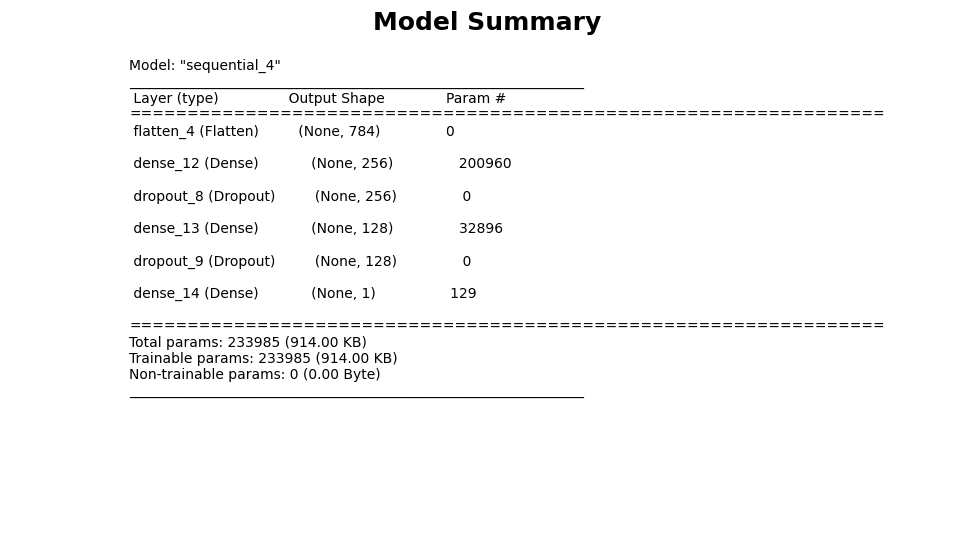 Model Summary
Model: "sequential_4"
_________________________________________________________________
Layer (type) Output Shape Param #
=================================================================
flatten_4 (Flatten) (None, 784) 0
dense_12 (Dense) (None, 256) 200960
dropout_8 (Dropout) (None, 256) 0
dense_13 (Dense) (None, 128) 32896
dropout_9 (Dropout) (None, 128) 0
dense_14 (Dense) (None, 1) 129
=================================================================
Total params: 233985 (914.00 KB)
Trainable params: 233985 (914.00 KB)
Non-trainable params: 0 (0.00 Byte)
_________________________________________________________________